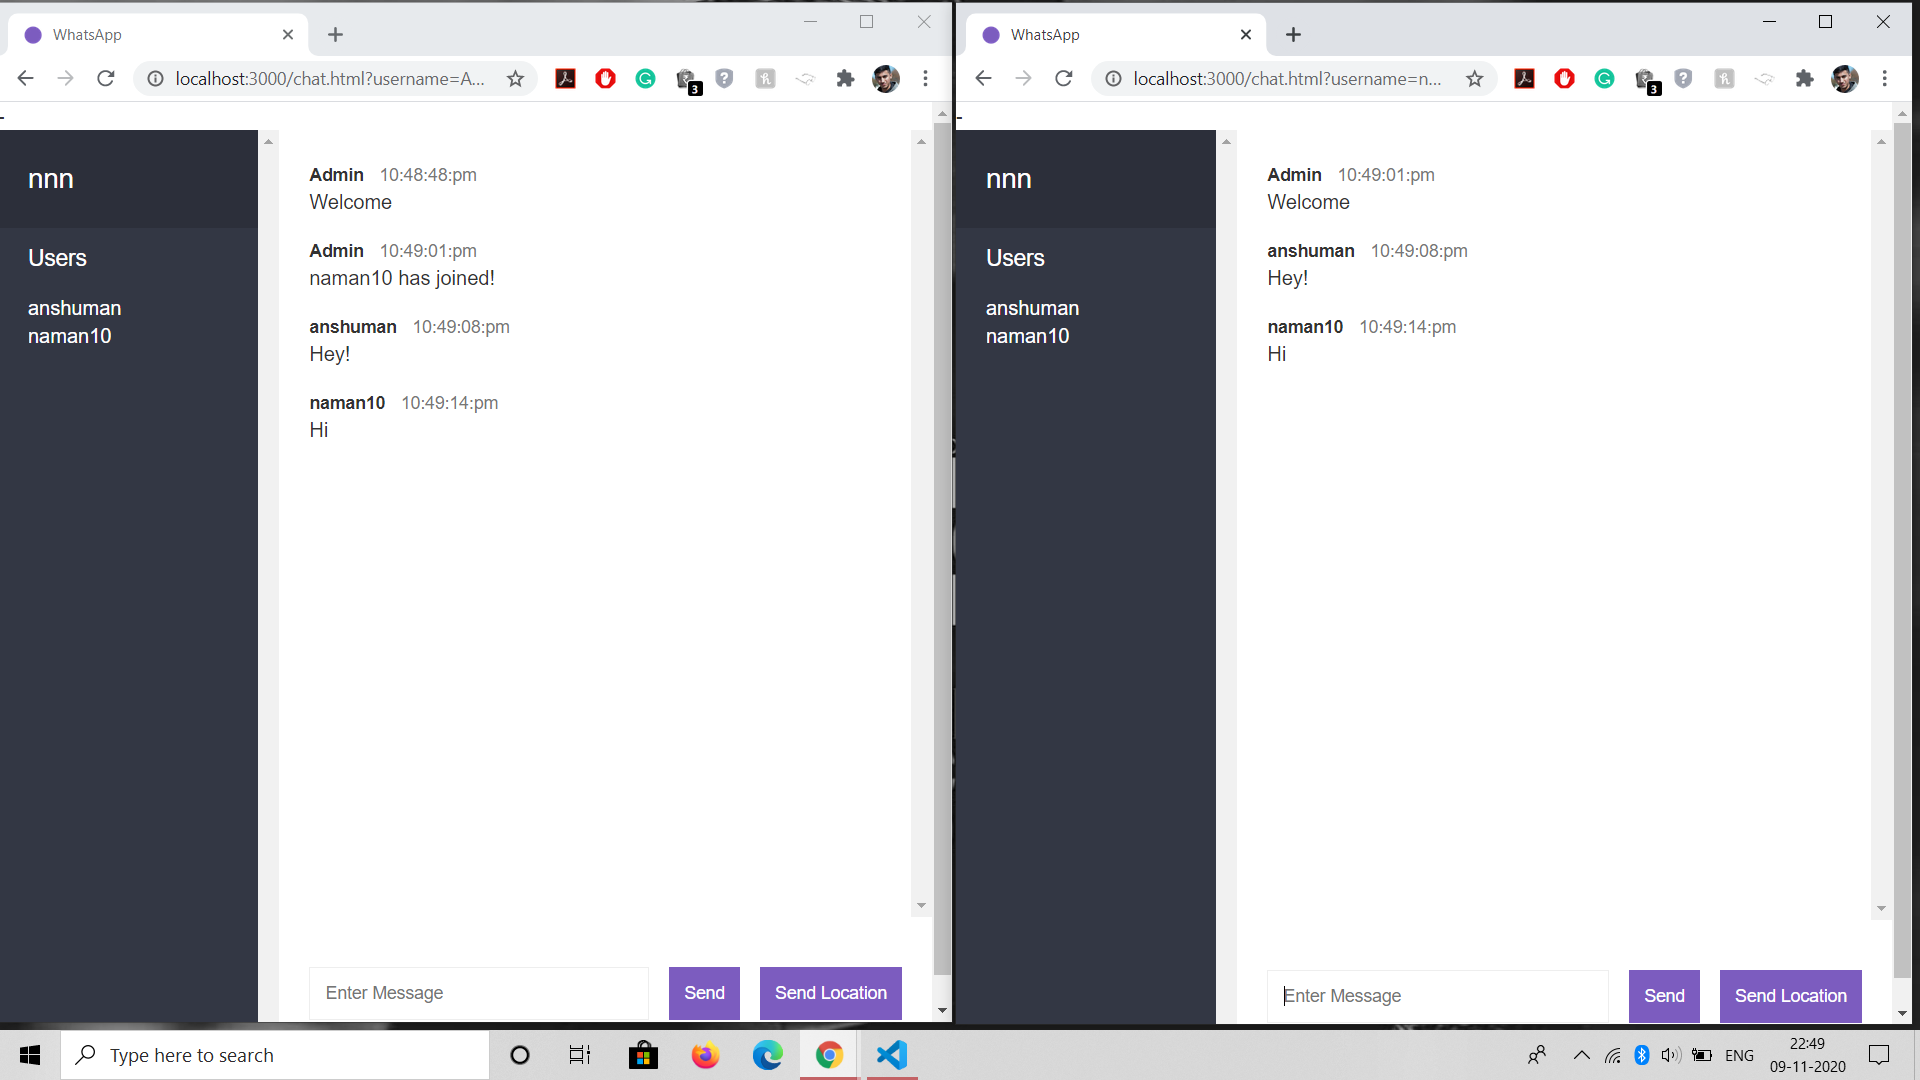 WhatsApp
localhost:3000/chat.html?username=A...
3
-
nnn
Users
anshuman
naman10
Admin 10:48:48:pm
Welcome
Admin 10:49:01:pm
naman10 has joined!
anshuman 10:49:08:pm
Hey!
naman10 10:49:14:pm
Hi
Enter Message
Send
Send Location
WhatsApp
localhost:3000/chat.html?username=n...
3
-
nnn
Users
anshuman
naman10
Admin 10:49:01:pm
Welcome
anshuman 10:49:08:pm
Hey!
naman10 10:49:14:pm
Hi
Enter Message
Send
Send Location
Type here to search
ENG
22:49
09-11-2020